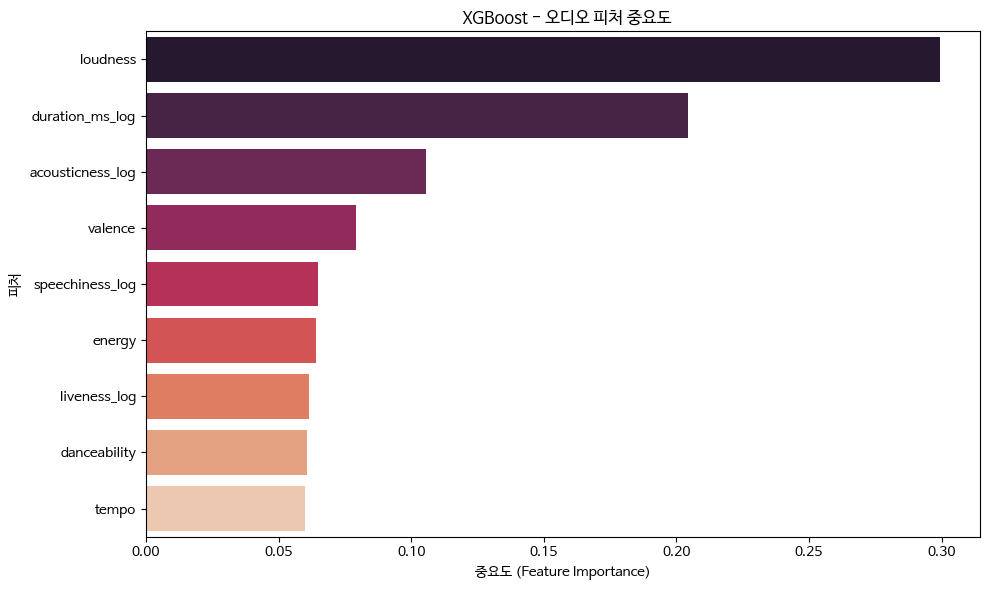 XGBoost - 오디오 피처 중요도
피처
loudness
duration_ms_log
acousticness_log
valence
speechiness_log
energy
liveness_log
danceability
tempo
0.00 0.05 0.10 0.15 0.20 0.25 0.30
중요도 (Feature Importance)